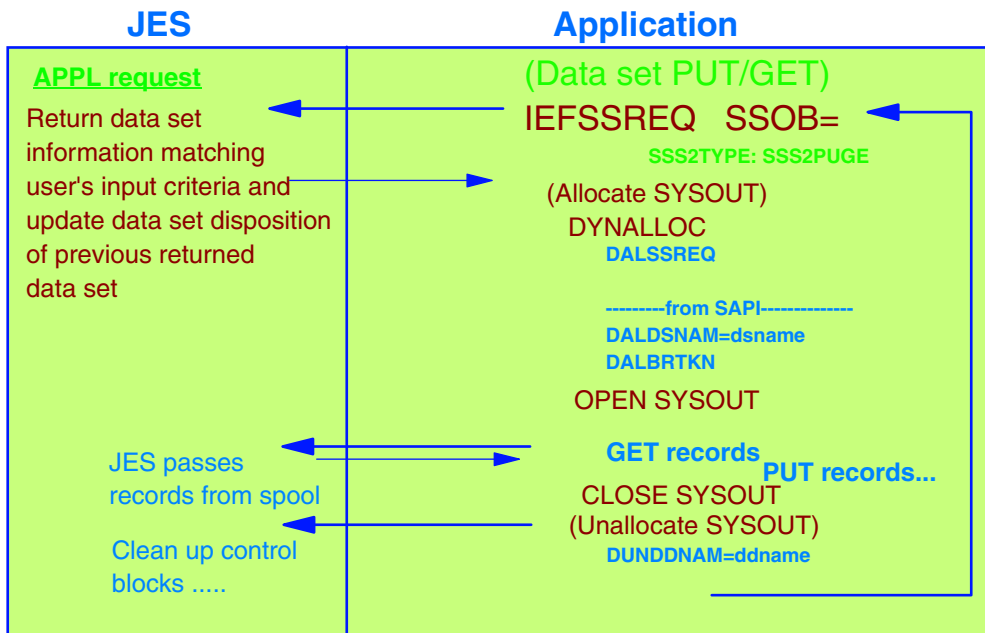 JES
Application
APPL request
Return data set
information matching
user's input criteria and
update data set disposition
of previous returned
data set
JES passes
records from spool
Clean up control
blocks .....
(Data set PUT/GET)
IEFSSREQ SSOB=
SSS2TYPE: SSS2PUGE
(Allocate SYSOUT)
DYNALLOC
DALSSREQ
---------from SAPI--------------
DALDSNAM=dsname
DALBRTKN
OPEN SYSOUT
GET records
PUT records...
CLOSE SYSOUT
(Unallocate SYSOUT)
DUNDDNAM=ddname